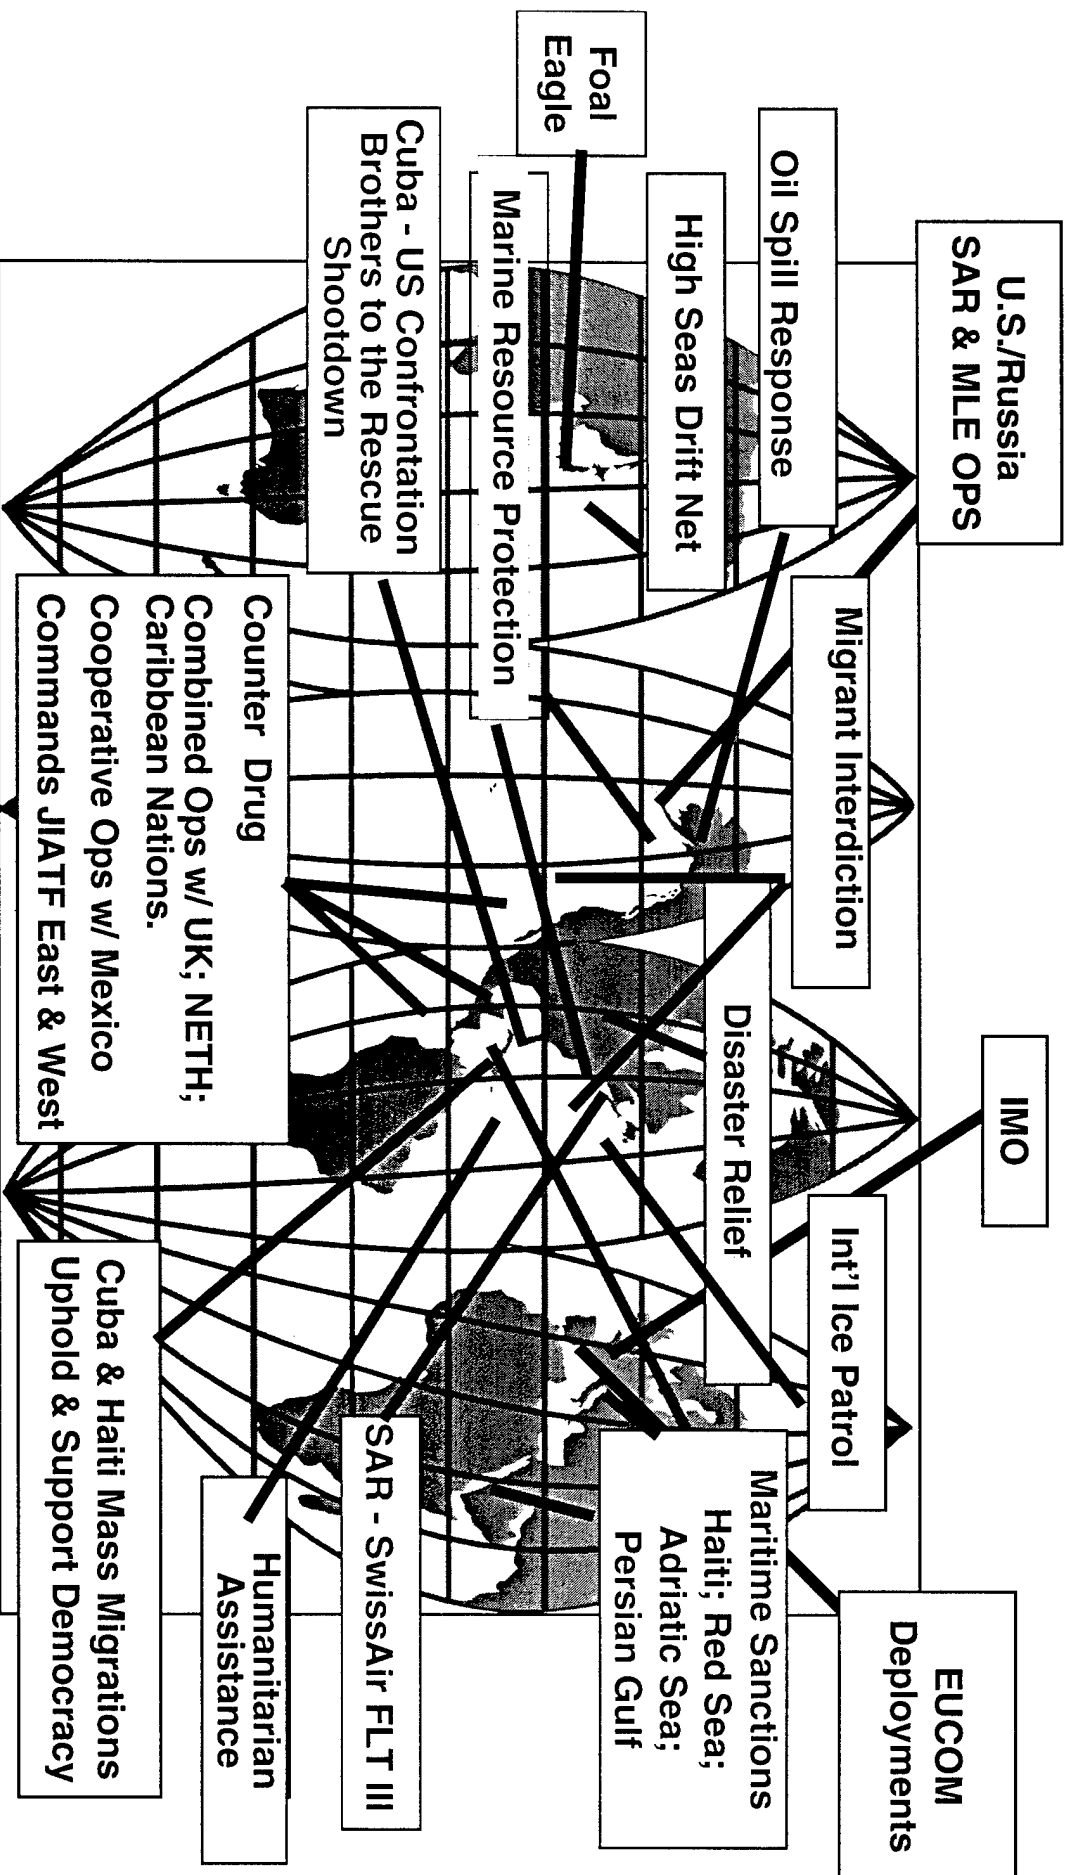 U.S./Russia
SAR & MLE OPS
IMO
EUCOM
Deployments
Oil Spill Response
Migrant Interdiction
Int'l Ice Patrol
High Seas Drift Net
Disaster Relief
Maritime Sanctions
Haiti; Red Sea;
Adriatic Sea;
Persian Gulf
Foal
Eagle
Marine Resource Protection
Cuba - US Confrontation
Brothers to the Rescue
Shootdown
SAR - SwissAir FLT III
Counter Drug
Combined Ops w/ UK; NETH;
Caribbean Nations.
Cooperative Ops w/ Mexico
Commands JIATF East & West
Humanitarian
Assistance
Cuba & Haiti Mass Migrations
Uphold & Support Democracy